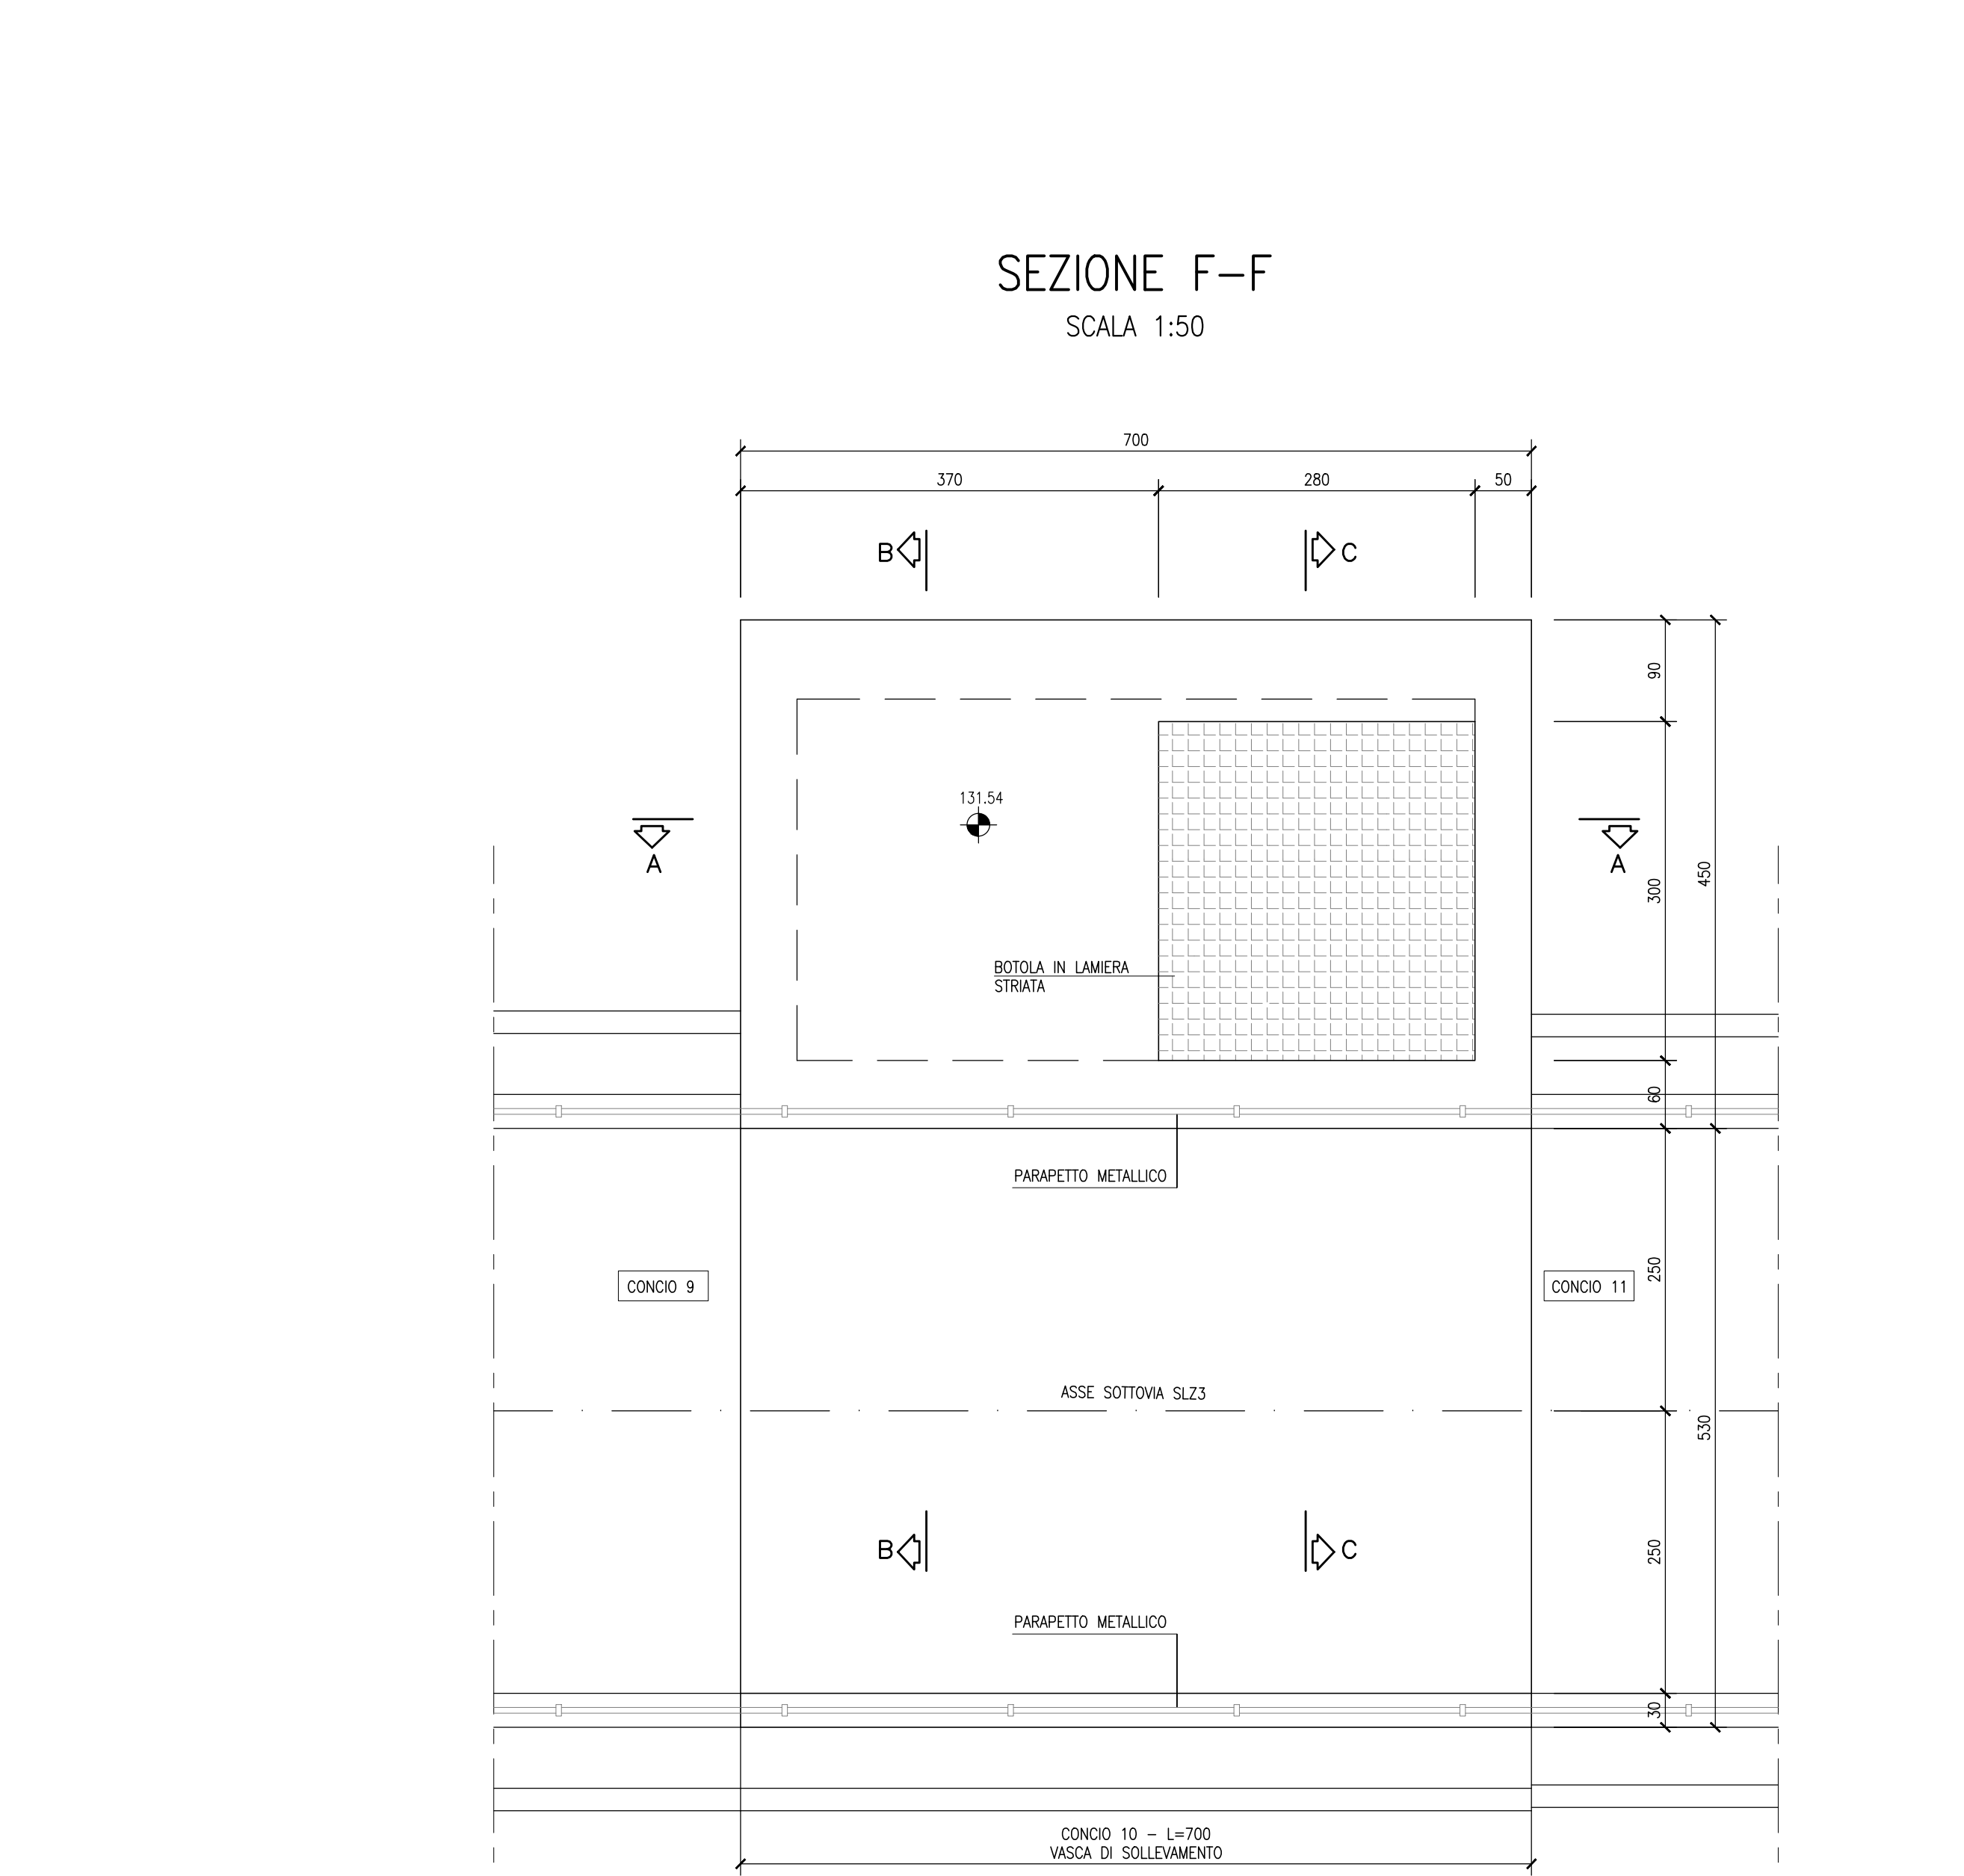 SEZIONE F-F
SCALA 1:50
700
370
280
50
B
C
90
131.54
A
A
300
450
BOTOLA IN LAMIERA
STRIATA
60
PARAPETTO METALLICO
CONCIO 9
CONCIO 11
250
ASSE SOTTOVIA SLZ3
530
B
C
250
PARAPETTO METALLICO
30
CONCIO 10 - L=700
VASCA DI SOLLEVAMENTO